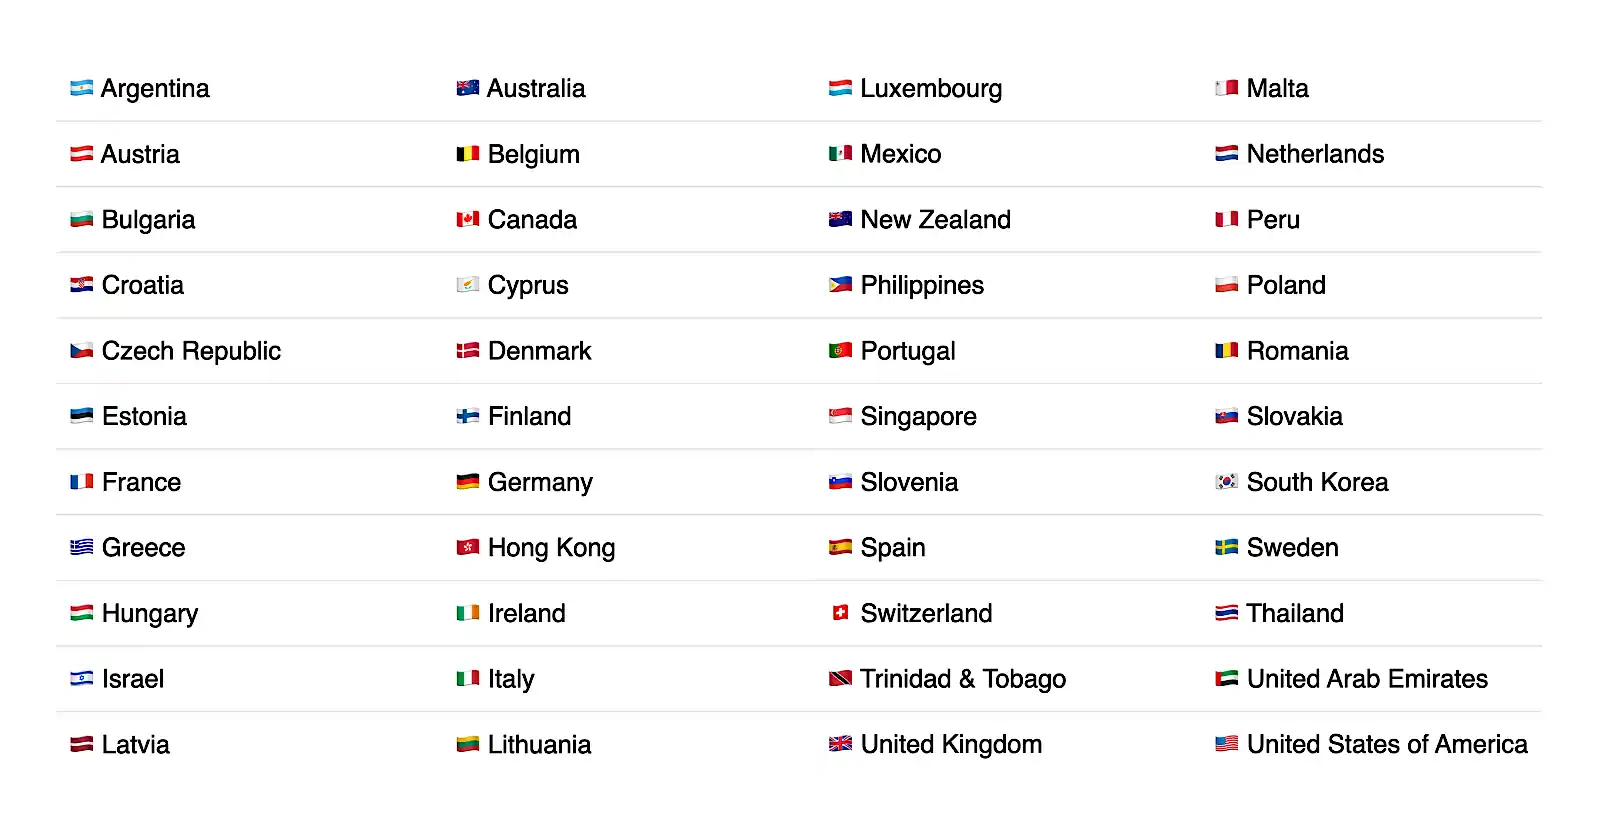 Argentina Australia Luxembourg Malta
Austria Belgium Mexico Netherlands
Bulgaria Canada New Zealand Peru
Croatia Cyprus Philippines Poland
Czech Republic Denmark Portugal Romania
Estonia Finland Singapore Slovakia
France Germany Slovenia South Korea
Greece Hong Kong Spain Sweden
Hungary Ireland Switzerland Thailand
Israel Italy Trinidad & Tobago United Arab Emirates
Latvia Lithuania United Kingdom United States of America